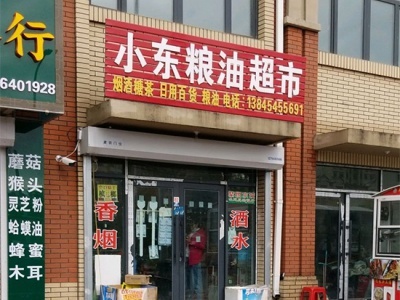 行
6401928
小东粮油超市
烟酒糖茶 日用百货 粮油 电话:13845455691
蘑菇
猴头
灵芝粉
蛤蟆油
蜂蜜
木耳
香烟
酒水